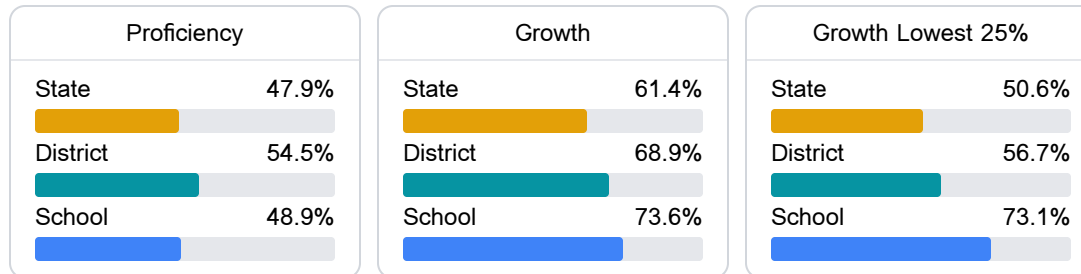 Proficiency
State 47.9%
District 54.5%
School 48.9%
Growth
State 61.4%
District 68.9%
School 73.6%
Growth Lowest 25%
State 50.6%
District 56.7%
School 73.1%